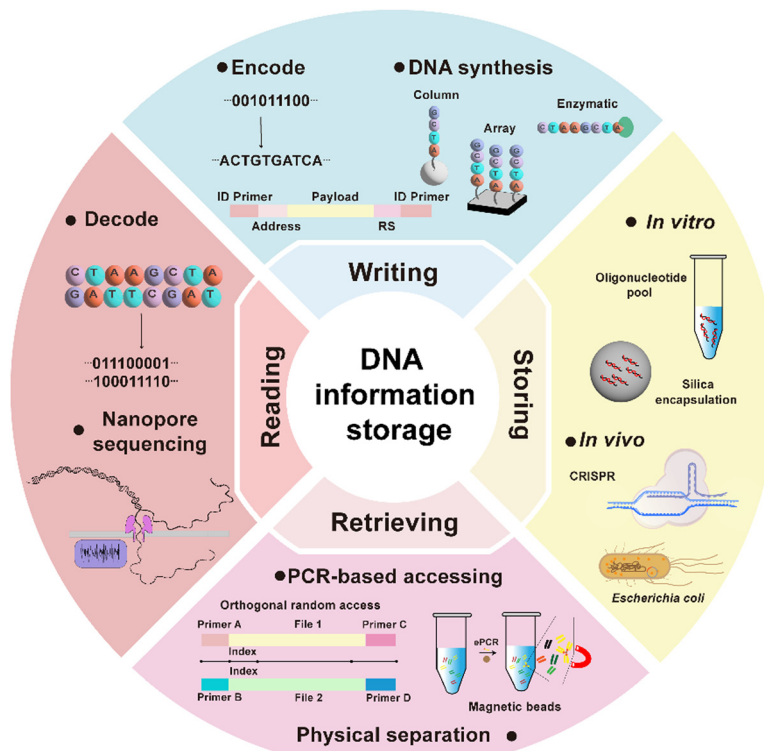 Encode
DNA synthesis
···001011100···
···ACTGTGATCA···
Column
G
C
T
A
Array
G G G
C C C
T T T
A A A
Enzymatic
C T A A G C T A
ID Primer
Payload
ID Primer
Address
RS
Writing
Decode
C T A A G C T A
G A T T C G A T
···011100001···
···100011110···
Nanopore
sequencing
Reading
DNA
information
storage
Storing
In vitro
Oligonucleotide
pool
Silica
encapsulation
In vivo
CRISPR
Escherichia coli
Retrieving
PCR-based accessing
Orthogonal random access
Primer A
File 1
Primer C
Index
Index
Primer B
File 2
Primer D
ePCR
Magnetic beads
Physical separation